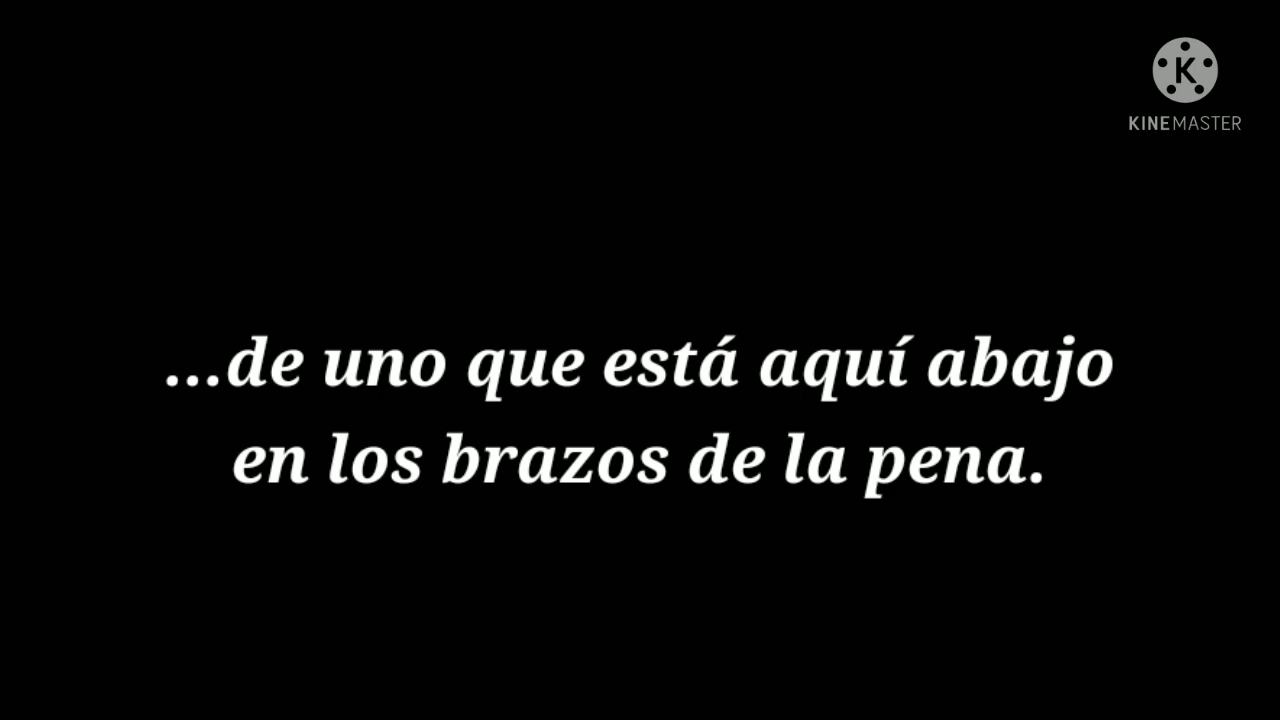 KINEMASTER
...de uno que está aquí abajo
en los brazos de la pena.